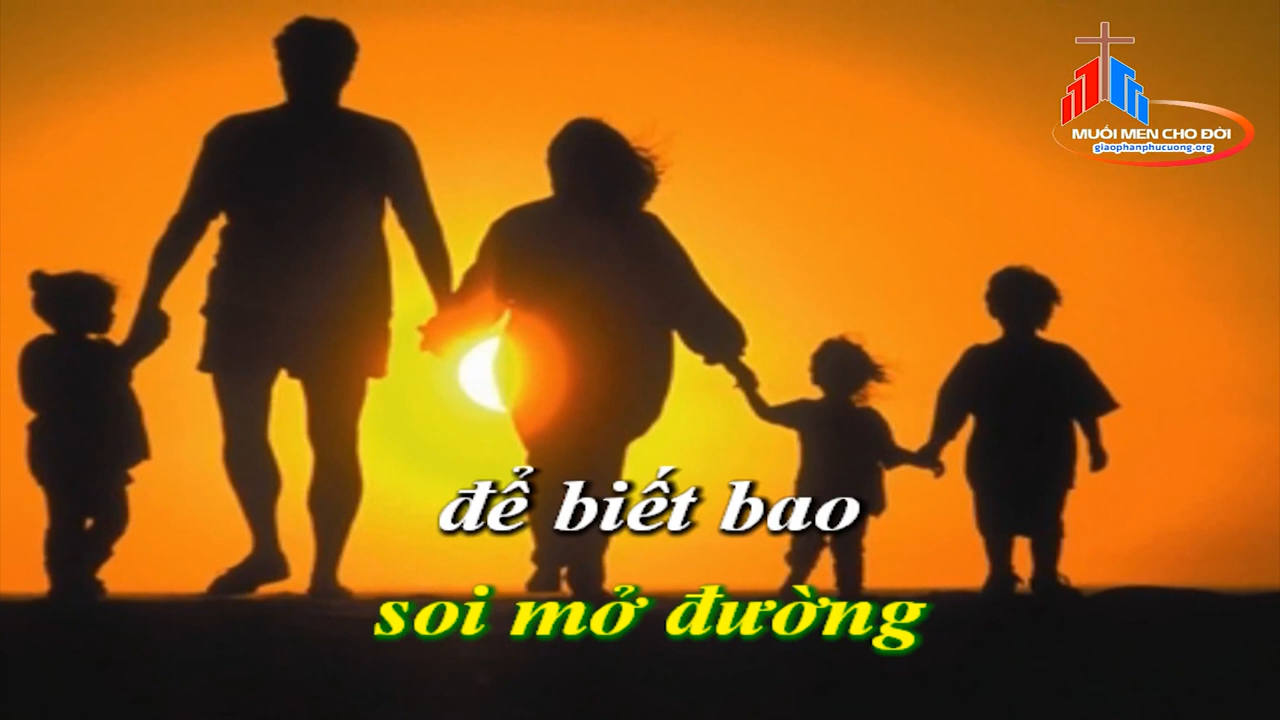 MUỐI MEN CHO ĐỜI
giaophanphucuong.org
để biết bao
soi mở đường